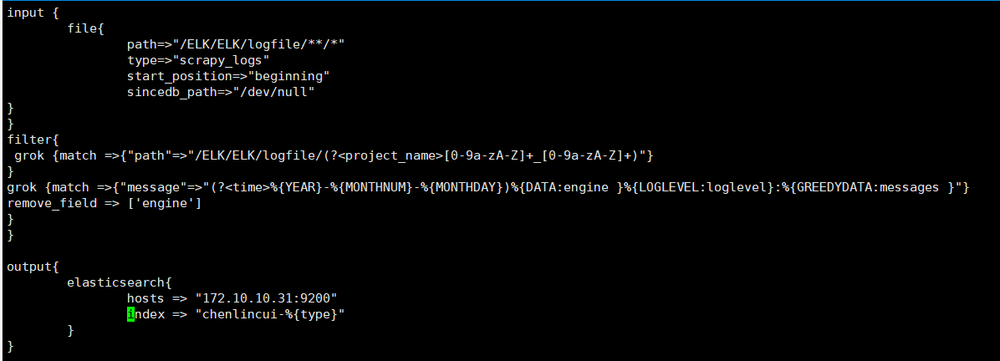 input {
        file{
                path=>"/ELK/ELK/logfile/**/*"
                type=>"scrapy_logs"
                start_position=>"beginning"
                sincedb_path=>"/dev/null"
}
}
filter{
 grok {match =>{"path"=>"/ELK/ELK/logfile/(?<project_name>[0-9a-zA-Z]+_[0-9a-zA-Z]+)"}
}
grok {match =>{"message"=>"(?<time>%{YEAR}-%{MONTHNUM}-%{MONTHDAY})%{DATA:engine }%{LOGLEVEL:loglevel}:%{GREEDYDATA:messages }"}
remove_field => ['engine']
}
}

output{
        elasticsearch{
                hosts => "172.10.10.31:9200"
                index => "chenlincui-%{type}"
        }
}